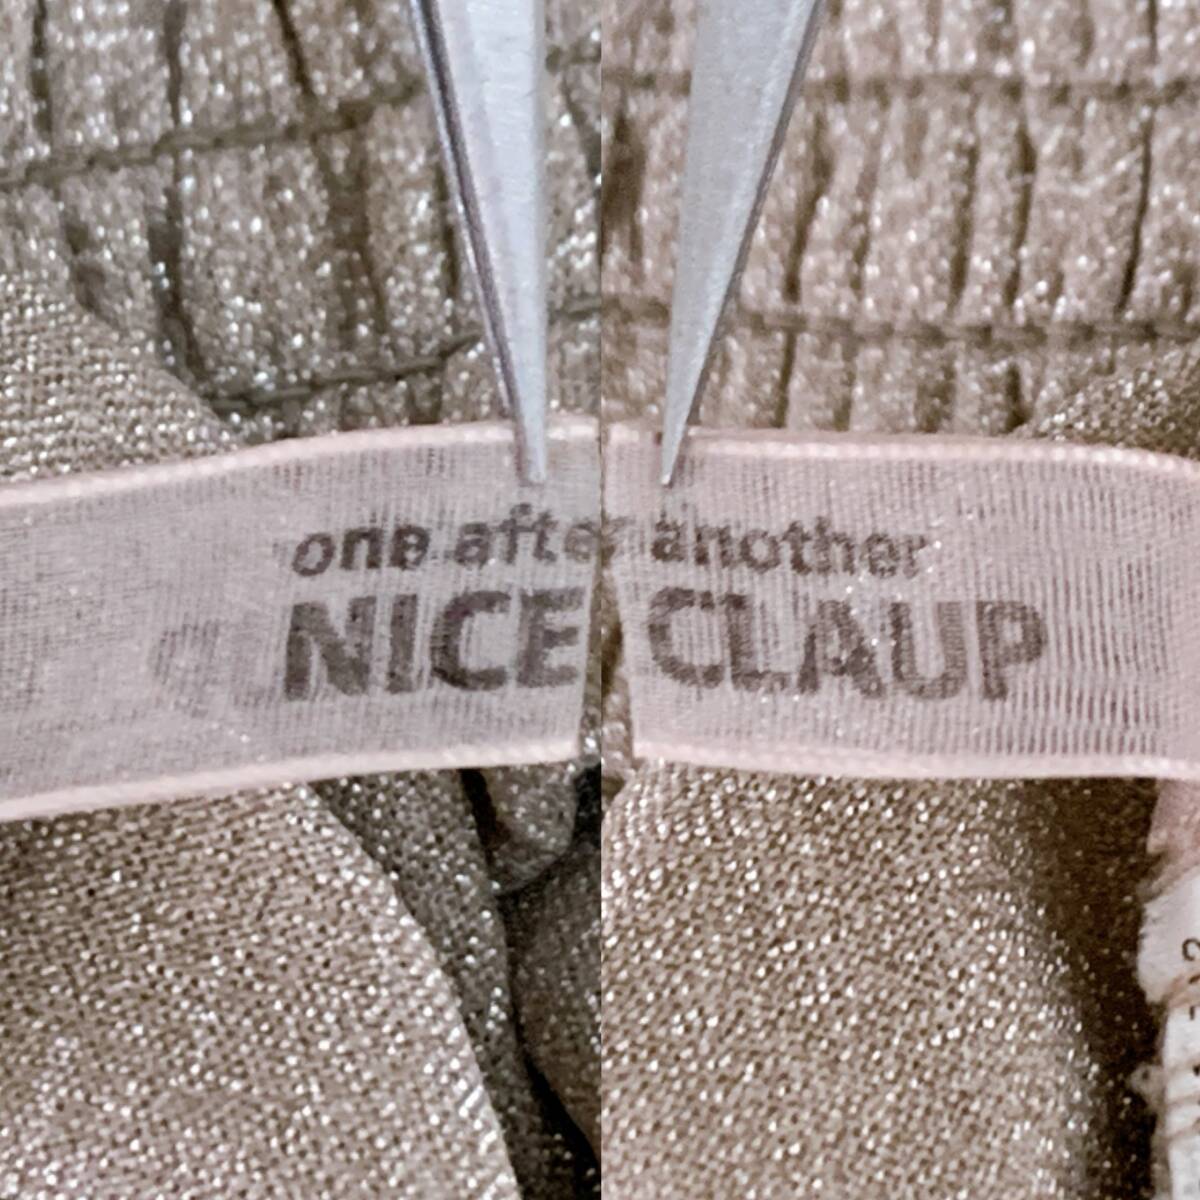 one after another
NICE CLAUP